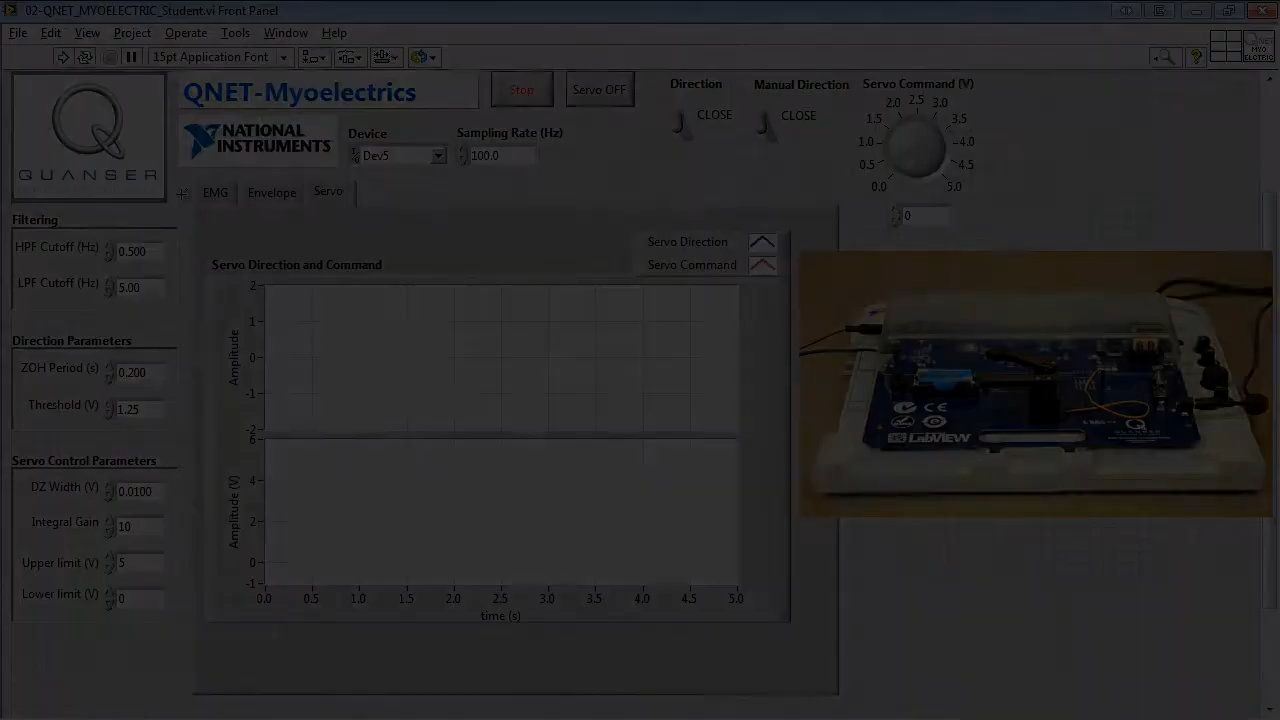 02-QNET_MYOELECTRIC_Student.vi Front Panel
File Edit View Project Operate Tools Window Help
15pt Application Font
QNET
MYO
ELECTRIC
QUANSER
QNET-Myoelectrics
NATIONAL
INSTRUMENTS
Stop
Servo OFF
Device
Dev5
Sampling Rate (Hz)
100.0
Direction
CLOSE
Manual Direction
CLOSE
Servo Command (V)
0.0 0.5 1.0 1.5 2.0 2.5 3.0 3.5 4.0 4.5 5.0
0
EMG Envelope Servo
Filtering
HPF Cutoff (Hz) 0.500
LPF Cutoff (Hz) 5.00
Direction Parameters
ZOH Period (s) 0.200
Threshold (V) 1.25
Servo Control Parameters
DZ Width (V) 0.0100
Integral Gain 10
Upper limit (V) 5
Lower limit (V) 0
Servo Direction
Servo Command
Servo Direction and Command
Amplitude
2
1
0
-1
-2
Amplitude (V)
6
4
2
0
-1
0.0 0.5 1.0 1.5 2.0 2.5 3.0 3.5 4.0 4.5 5.0
time (s)
CE
LabVIEW
QUANSER